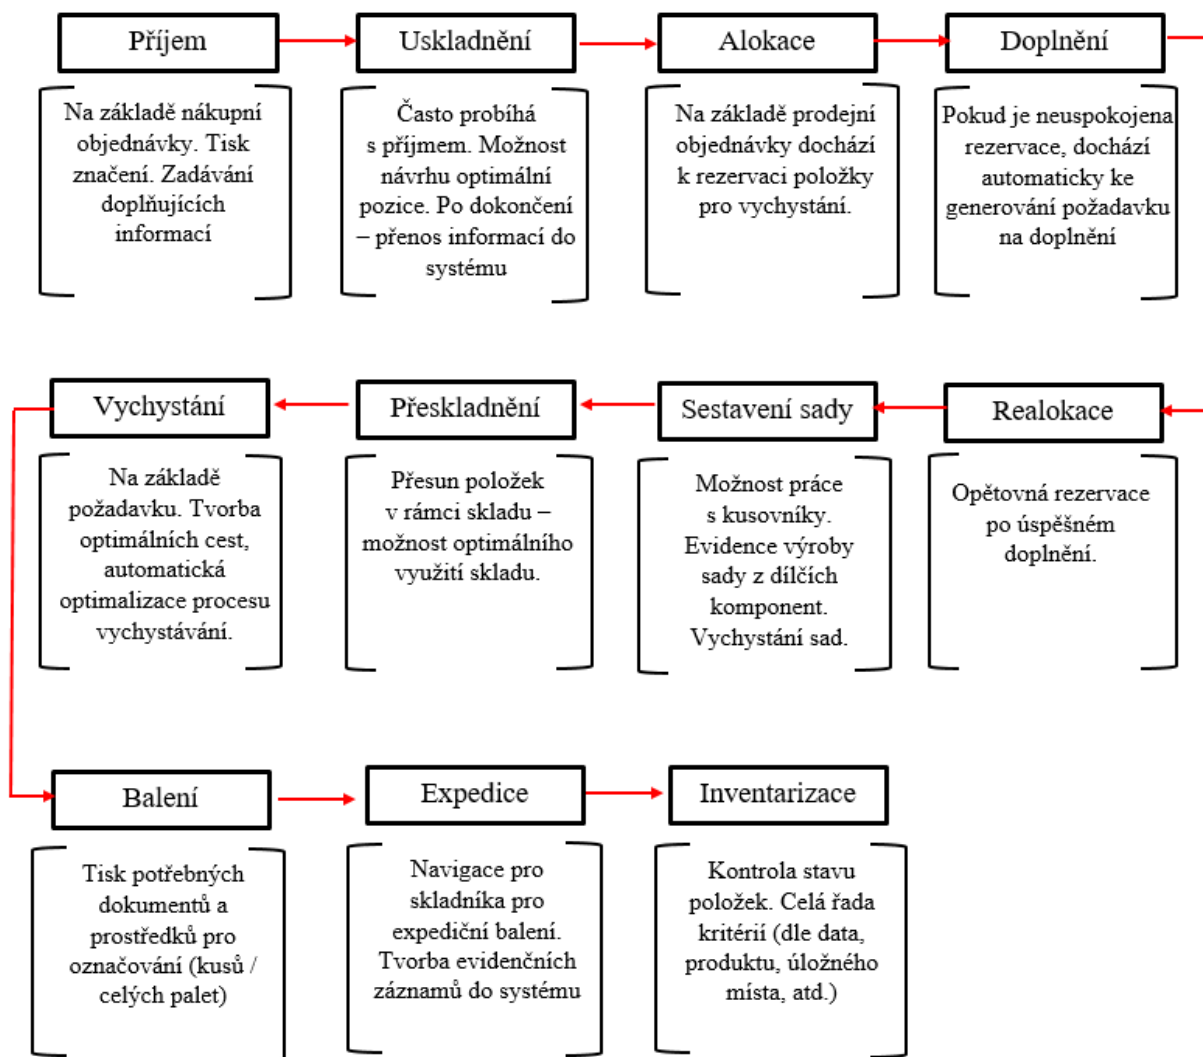 Příjem
Na základě nákupní
objednávky. Tisk
značení. Zadávání
doplňujících
informací
Uskladnění
Často probíhá
s příjmem. Možnost
návrhu optimální
pozice. Po dokončení
– přenos informací do
systému
Alokace
Na základě prodejní
objednávky dochází
k rezervaci položky
pro vychystání.
Doplnění
Pokud je neuspokojena
rezervace, dochází
automaticky ke
generování požadavku
na doplnění
Realokace
Opětovná rezervace
po úspěšném
doplnění.
Sestavení sady
Možnost práce
s kusovníky.
Evidence výroby
sady z dílčích
komponent.
Vychystání sad.
Přeskladnění
Přesun položek
v rámci skladu –
možnost optimálního
využití skladu.
Vychystání
Na základě
požadavku. Tvorba
optimálních cest,
automatická
optimalizace procesu
vychystávání.
Balení
Tisk potřebných
dokumentů a
prostředků pro
označování (kusů /
celých palet)
Expedice
Navigace pro
skladníka pro
expediční balení.
Tvorba evidenčních
záznamů do systému
Inventarizace
Kontrola stavu
položek. Celá řada
kritérií (dle data,
produktu, úložného
místa, atd.)